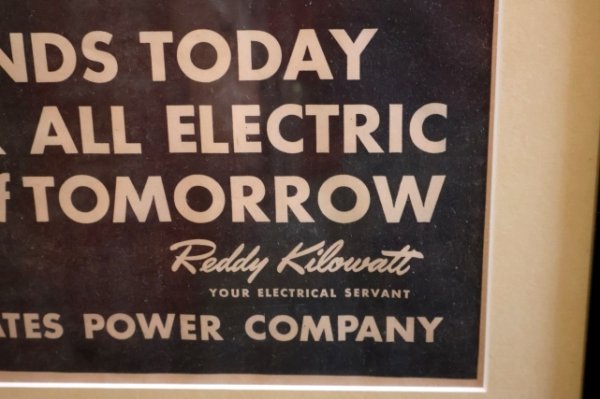 NDS TODAY
ALL ELECTRIC
f TOMORROW
Reddy Kilowatt
YOUR ELECTRICAL SERVANT
ATES POWER COMPANY